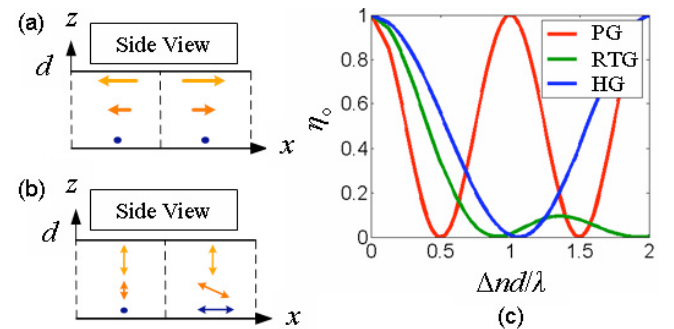 (a)
z
Side View
d
x
(b)
z
Side View
d
x
1
0.8
0.6
0.4
0.2
0
η₀
PG
RTG
HG
0
0.5
1
1.5
2
Δnd/λ
(c)